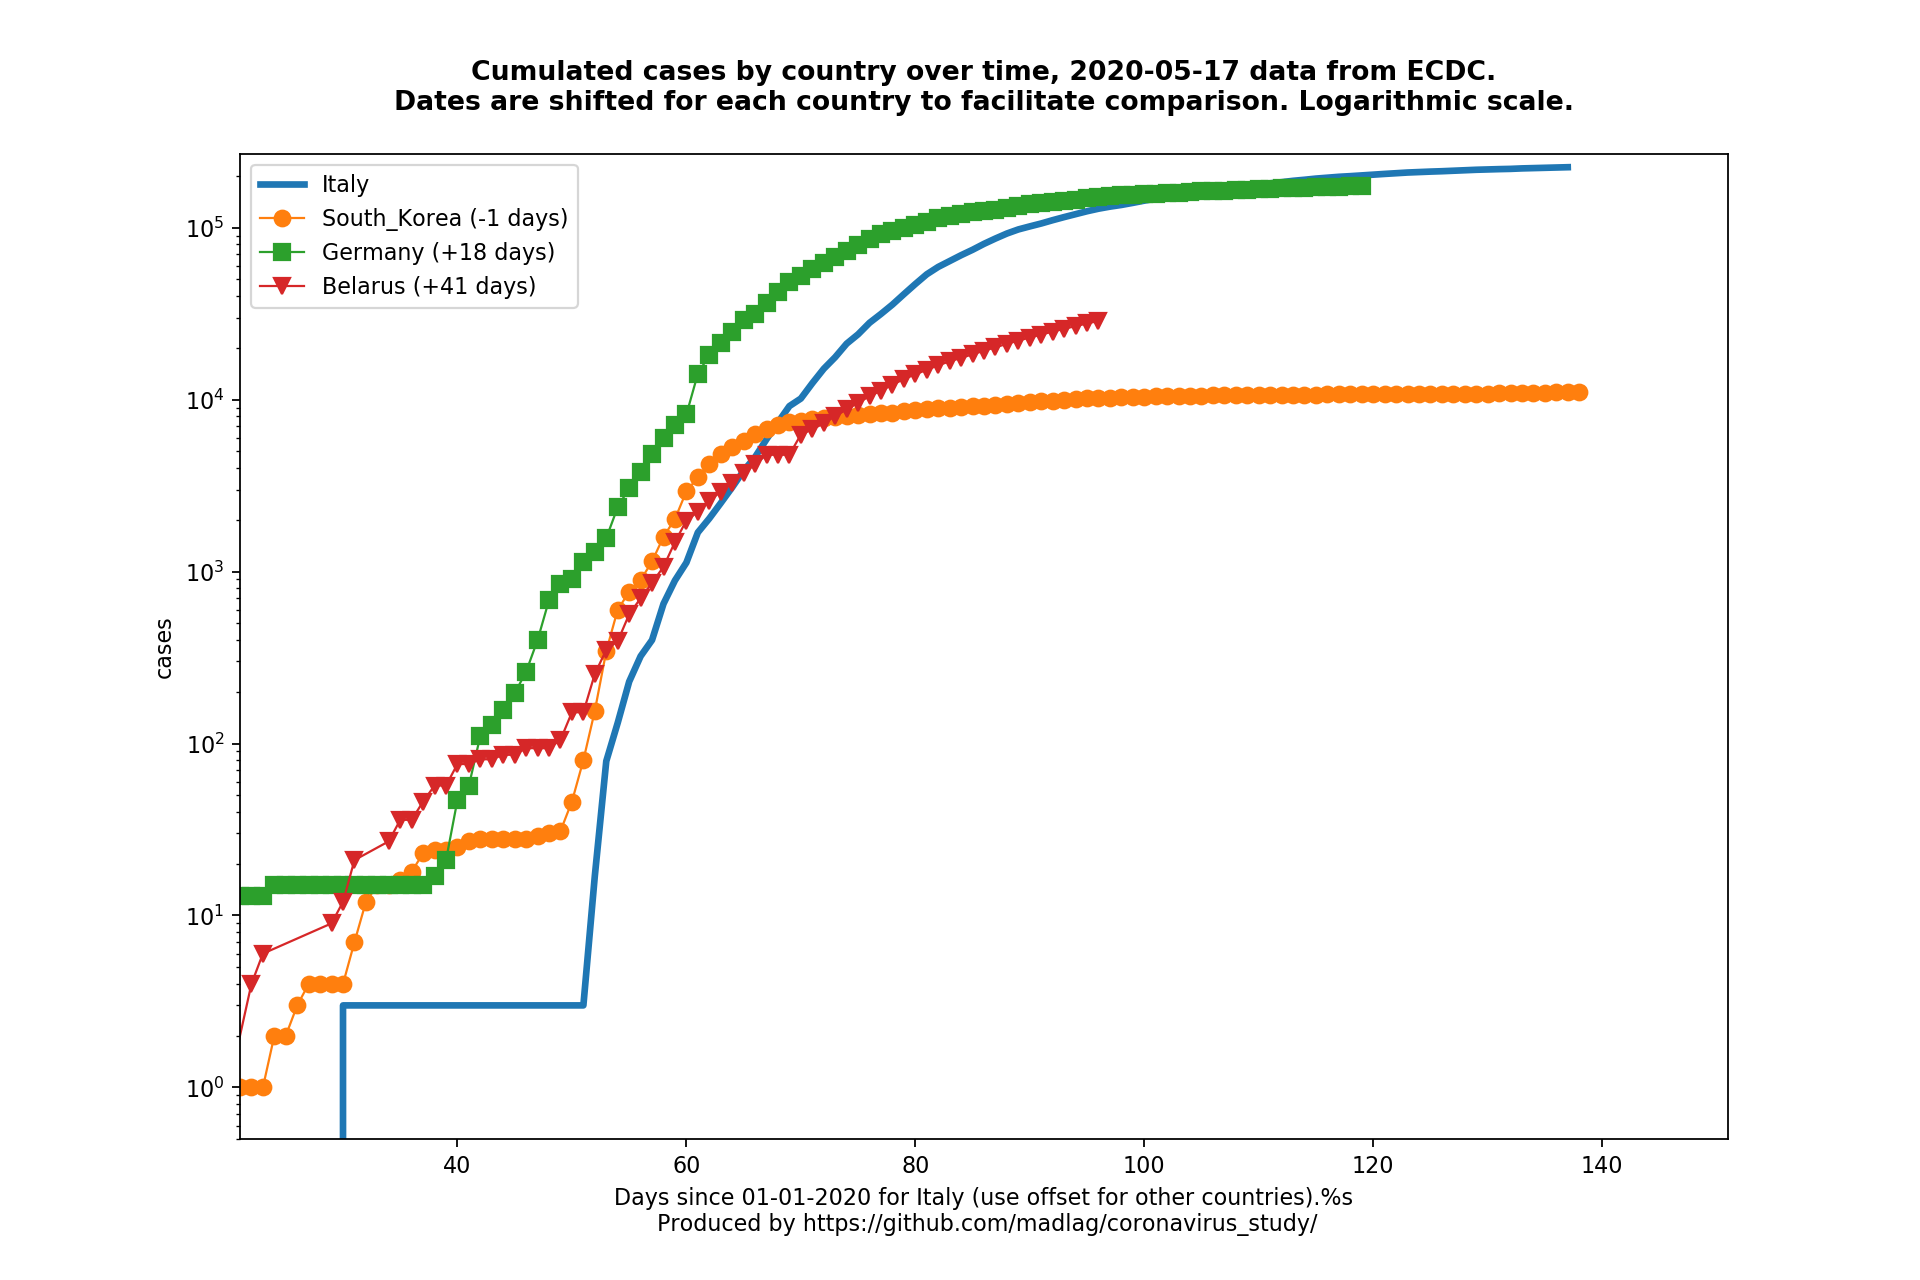 Cumulated cases by country over time, 2020-05-17 data from ECDC.
Dates are shifted for each country to facilitate comparison. Logarithmic scale.
Italy
South_Korea (-1 days)
Germany (+18 days)
Belarus (+41 days)
10^5
10^4
10^3
10^2
10^1
10^0
cases
40 60 80 100 120 140
Days since 01-01-2020 for Italy (use offset for other countries).%s
Produced by https://github.com/madlag/coronavirus_study/